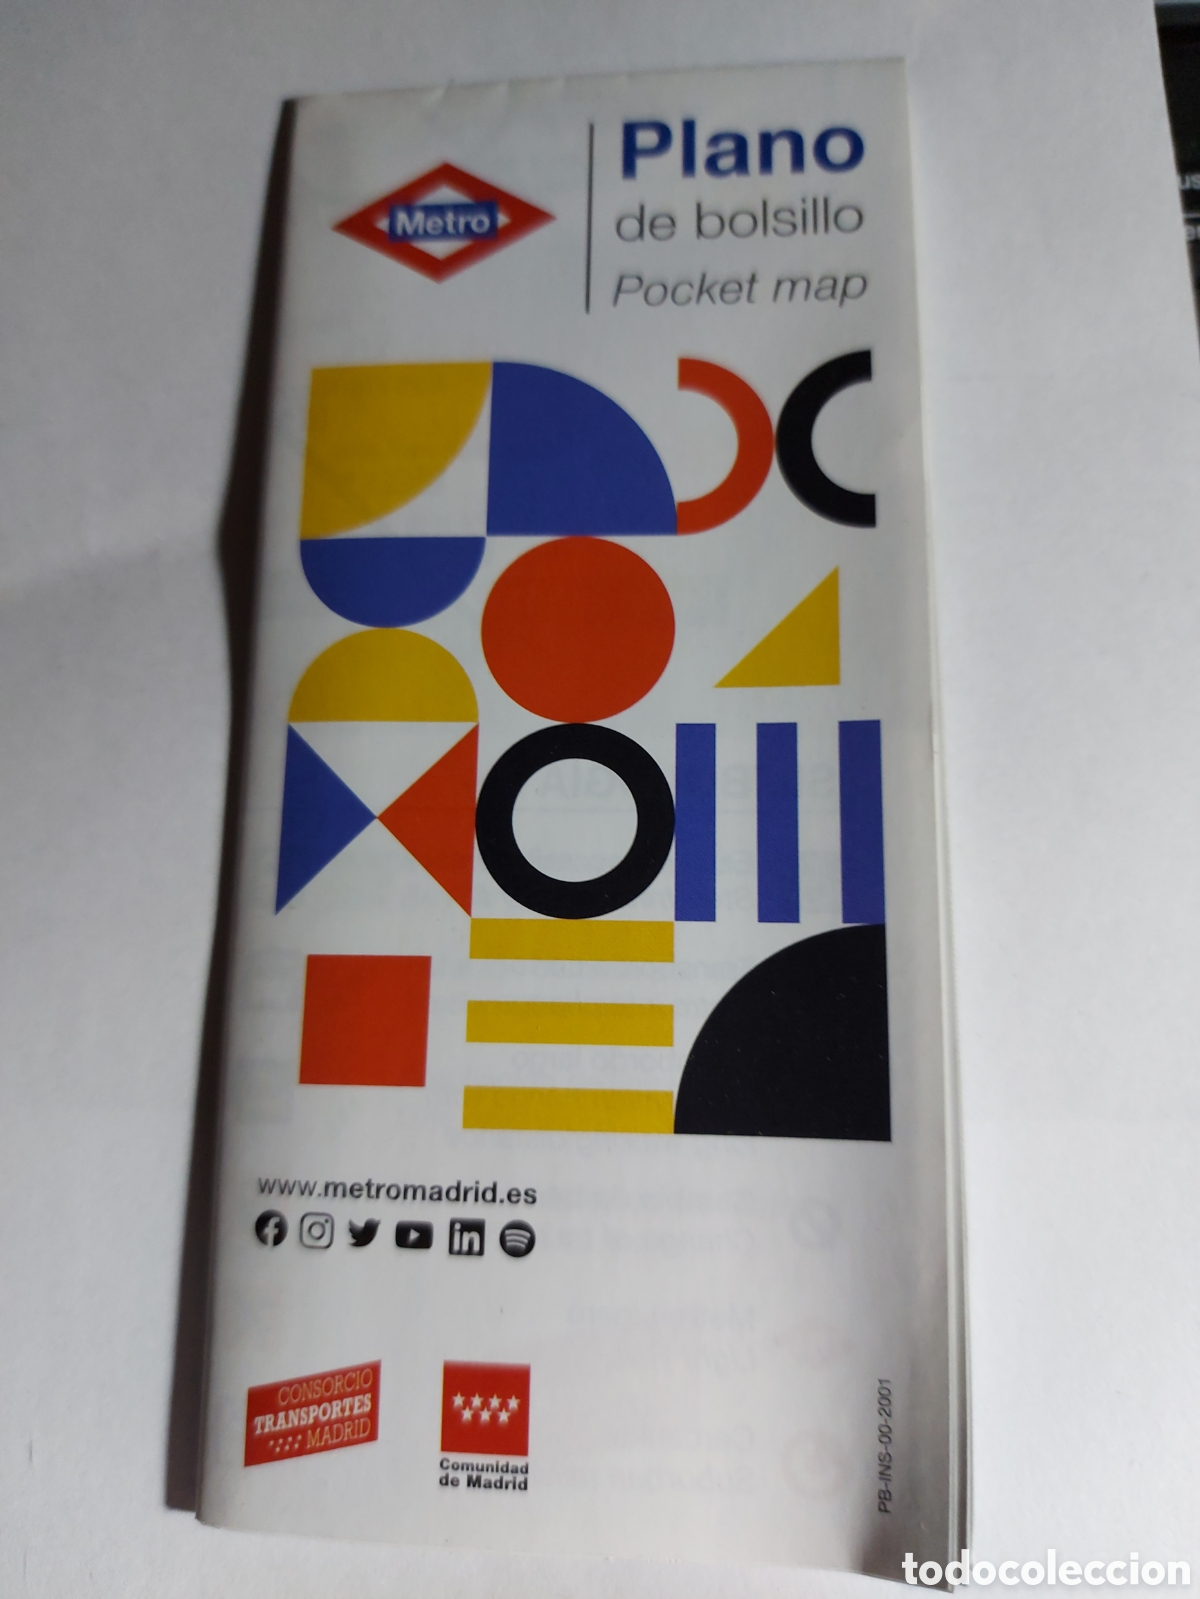 Metro
Plano
de bolsillo
Pocket map
www.metromadrid.es
in
CONSORCIO
TRANSPORTES
MADRID
Comunidad
de Madrid
PB-INS-00-2001
todocoleccion